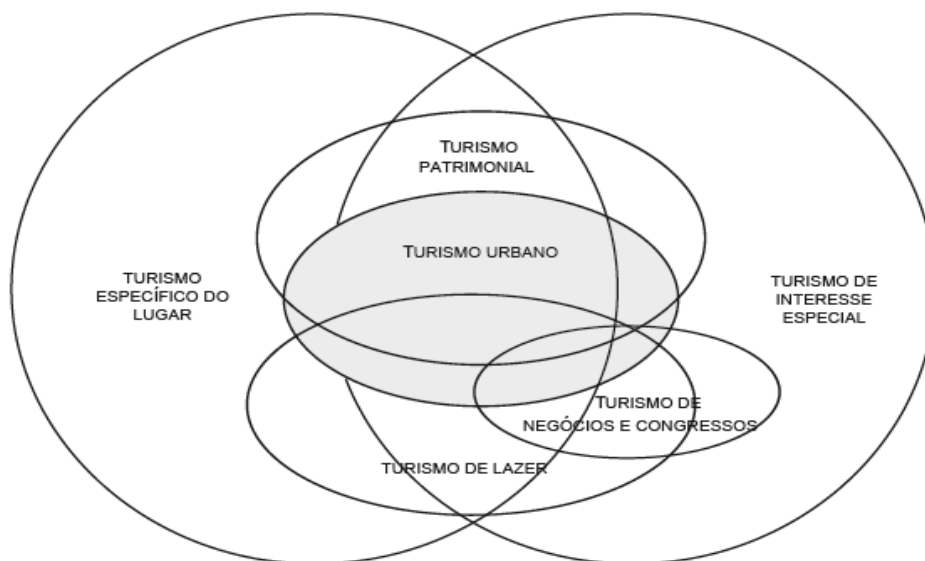 TURISMO
PATRIMONIAL
TURISMO URBANO
TURISMO
ESPECÍFICO DO
LUGAR
TURISMO DE
INTERESSE
ESPECIAL
TURISMO DE
NEGÓCIOS E CONGRESSOS
TURISMO DE LAZER